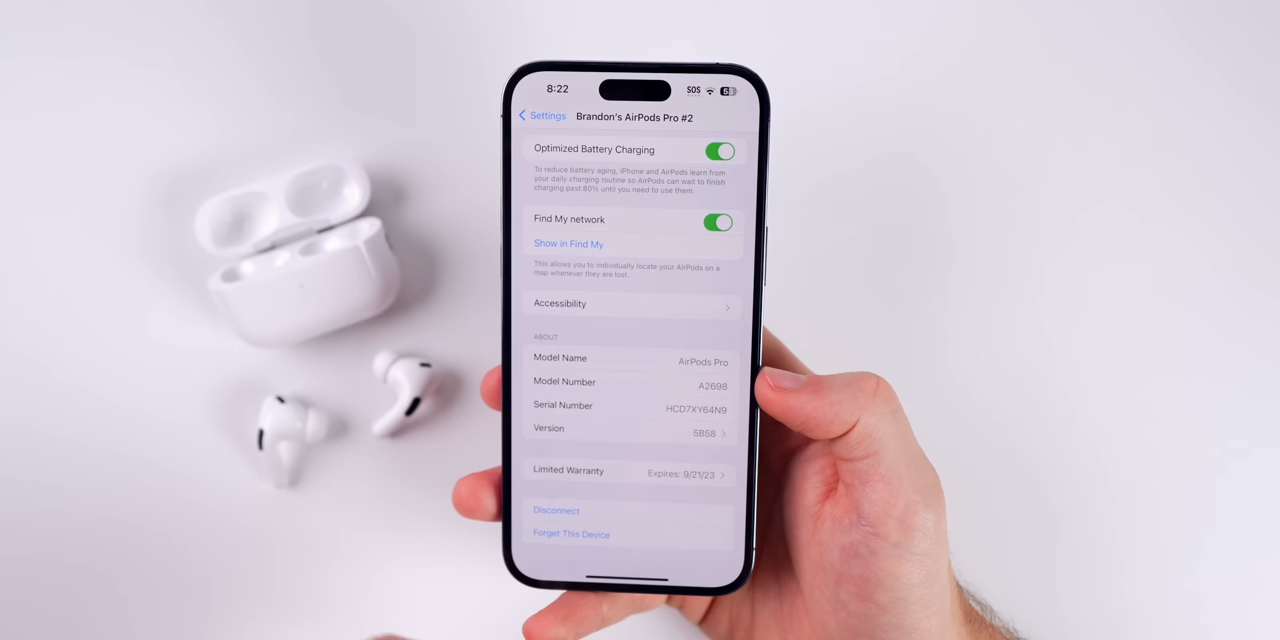 8:22
SOS
Settings
Brandon's AirPods Pro #2
Optimized Battery Charging
To reduce battery aging, iPhone and AirPods learn from
your daily charging routine so AirPods can wait to finish
charging past 80% until you need to use them.
Find My network
Show in Find My
This allows you to individually locate your AirPods on a
map whenever they are lost.
Accessibility
ABOUT
Model Name AirPods Pro
Model Number A2698
Serial Number HCD7XY64N9
Version 5B58
Limited Warranty Expires: 9/21/23
Disconnect
Forget This Device